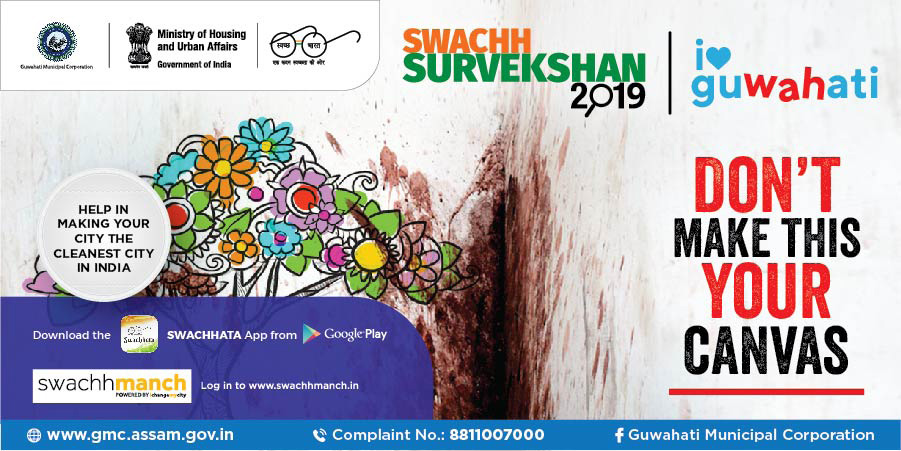 Guwahati Municipal Corporation
Ministry of Housing
and Urban Affairs
Government of India
स्वच्छ भारत
एक कदम स्वच्छता की ओर
SWACHH
SURVEKSHAN
2019
i
guwahati
HELP IN
MAKING YOUR
CITY THE
CLEANEST CITY
IN INDIA
DON'T
MAKE THIS
YOUR
CANVAS
Download the
Swachhata
SWACHHATA App from
Google Play
swachhmanch
POWERED BY ichangemycity
Log in to www.swachhmanch.in
www.gmc.assam.gov.in
Complaint No.: 8811007000
Guwahati Municipal Corporation